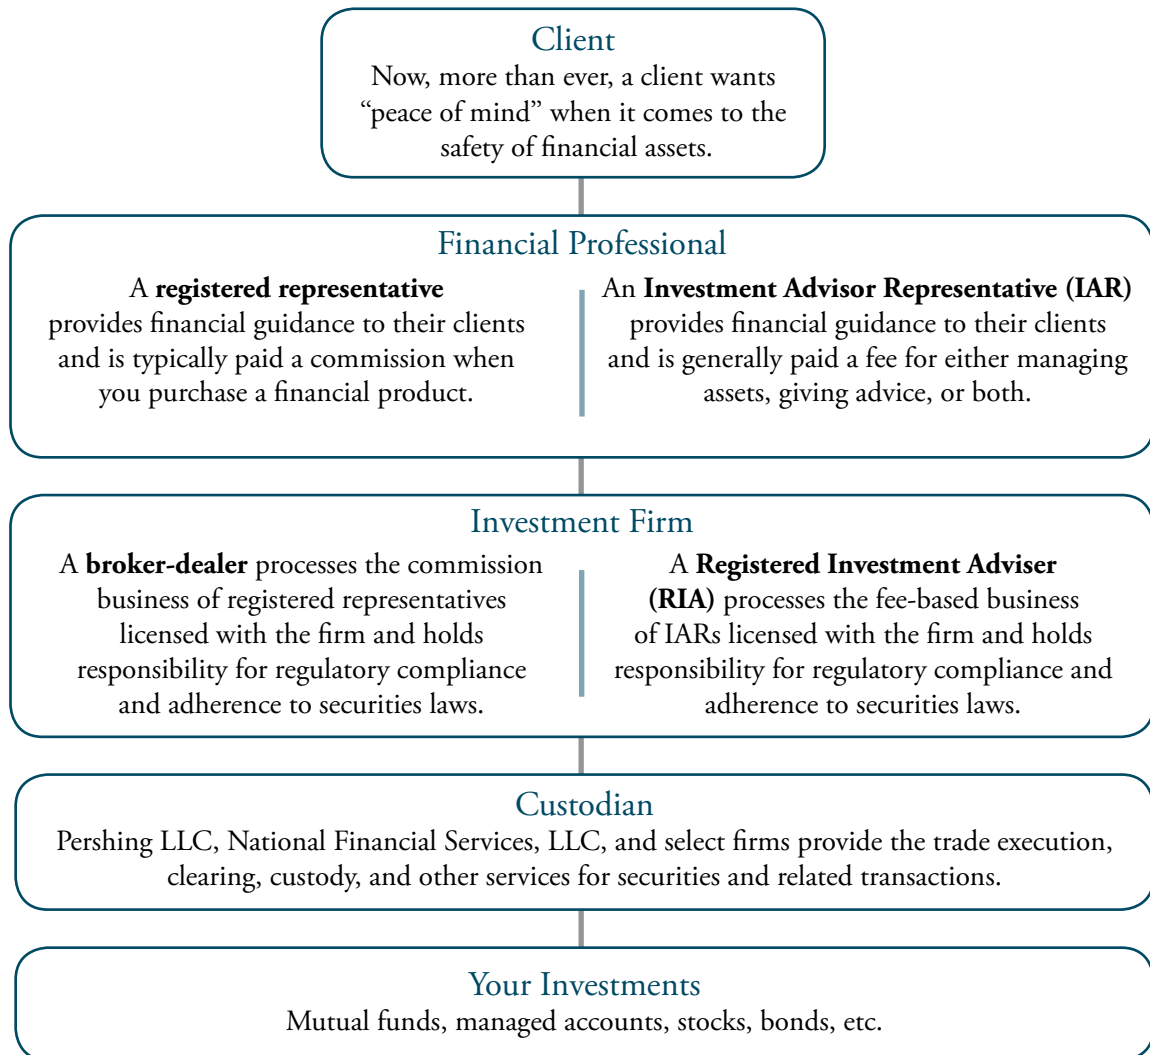 Client
Now, more than ever, a client wants
“peace of mind” when it comes to the
safety of financial assets.
Financial Professional
A registered representative
provides financial guidance to their clients
and is typically paid a commission when
you purchase a financial product.
An Investment Advisor Representative (IAR)
provides financial guidance to their clients
and is generally paid a fee for either managing
assets, giving advice, or both.
Investment Firm
A broker-dealer processes the commission
business of registered representatives
licensed with the firm and holds
responsibility for regulatory compliance
and adherence to securities laws.
A Registered Investment Adviser
(RIA) processes the fee-based business
of IARs licensed with the firm and holds
responsibility for regulatory compliance and
adherence to securities laws.
Custodian
Pershing LLC, National Financial Services, LLC, and select firms provide the trade execution,
clearing, custody, and other services for securities and related transactions.
Your Investments
Mutual funds, managed accounts, stocks, bonds, etc.